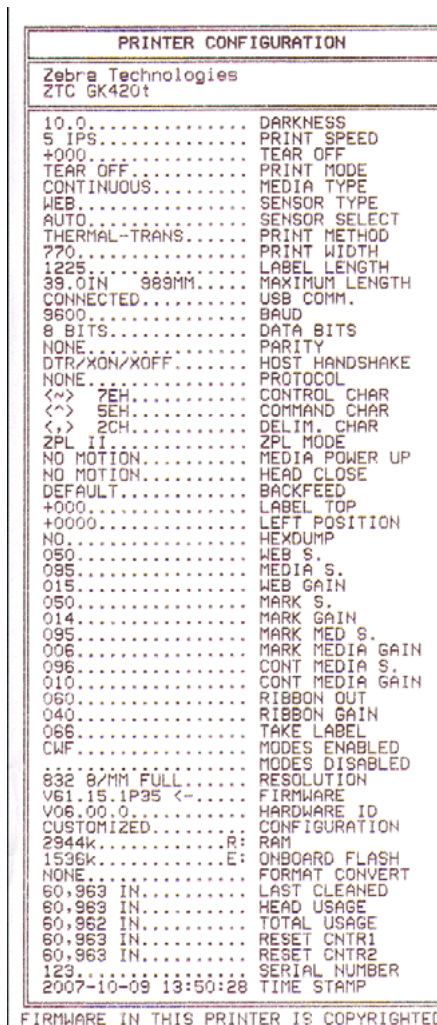 PRINTER CONFIGURATION
Zebra Technologies
ZTC GK420t
10.0............... DARKNESS
5 IPS.............. PRINT SPEED
+000............... TEAR OFF
TEAR OFF........... PRINT MODE
CONTINUOUS......... MEDIA TYPE
WEB................ SENSOR TYPE
AUTO............... SENSOR SELECT
THERMAL-TRANS...... PRINT METHOD
770................ PRINT WIDTH
1225............... LABEL LENGTH
39.0IN   989MM..... MAXIMUM LENGTH
CONNECTED.......... USB COMM.
9600............... BAUD
8 BITS............. DATA BITS
NONE............... PARITY
DTR/XON/XOFF....... HOST HANDSHAKE
NONE............... PROTOCOL
<~>  7EH........... CONTROL CHAR
<^>  5EH........... COMMAND CHAR
<,>  2CH........... DELIM. CHAR
ZPL II............. ZPL MODE
NO MOTION.......... MEDIA POWER UP
NO MOTION.......... HEAD CLOSE
DEFAULT............ BACKFEED
+000............... LABEL TOP
+0000.............. LEFT POSITION
NO................. HEXDUMP
050................ WEB S.
095................ MEDIA S.
015................ WEB GAIN
050................ MARK S.
014................ MARK GAIN
095................ MARK MED S.
006................ MARK MEDIA GAIN
096................ CONT MEDIA S.
010................ CONT MEDIA GAIN
060................ RIBBON OUT
040................ RIBBON GAIN
066................ TAKE LABEL
CWF................ MODES ENABLED
................... MODES DISABLED
832 8/MM FULL...... RESOLUTION
V61.15.1P35 <-..... FIRMWARE
V06.00.0........... HARDWARE ID
CUSTOMIZED......... CONFIGURATION
2944k............R: RAM
1536k............E: ONBOARD FLASH
NONE............... FORMAT CONVERT
60,963 IN.......... LAST CLEANED
60,963 IN.......... HEAD USAGE
60,962 IN.......... TOTAL USAGE
60,963 IN.......... RESET CNTR1
60,963 IN.......... RESET CNTR2
123................ SERIAL NUMBER
2007-10-09 13:50:28 TIME STAMP
FIRMWARE IN THIS PRINTER IS COPYRIGHTED